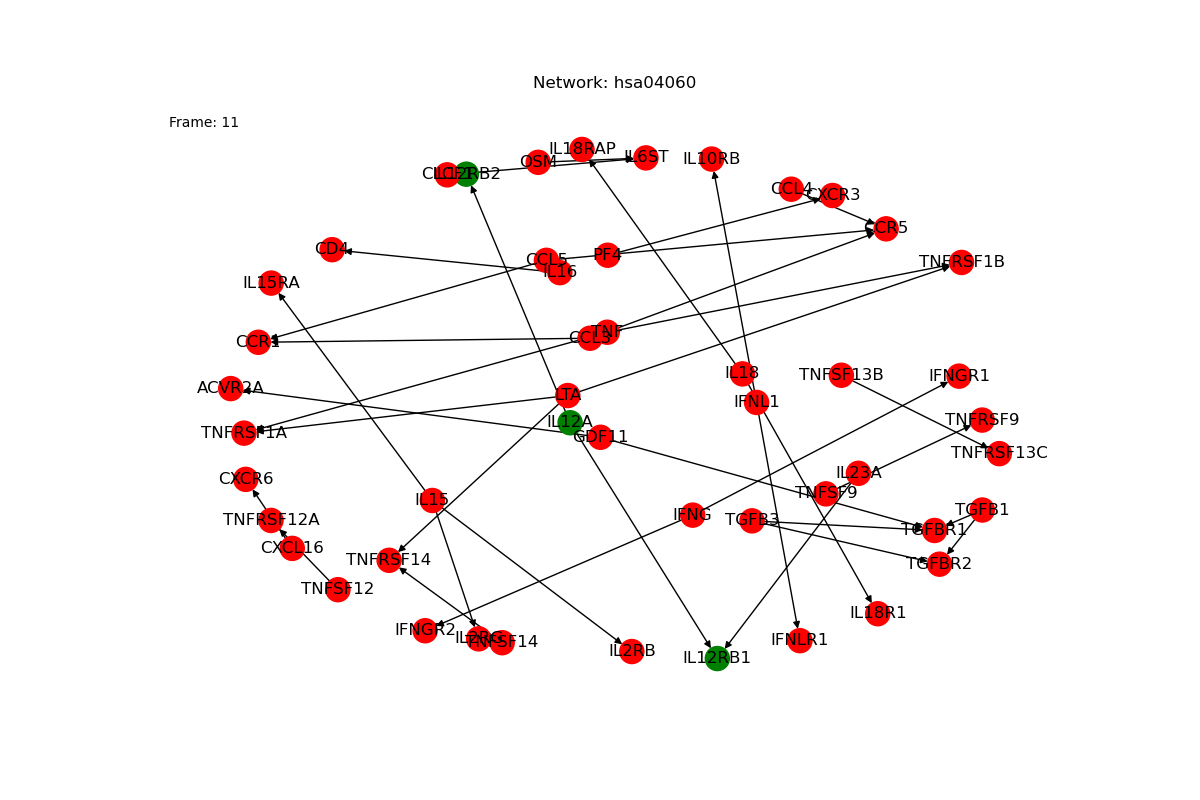 Network: hsa04060
Frame: 11
IL18RAP
IL6ST
IL10RB
OSM
IL12RB2
CCL4
CXCR3
CCR5
CD4
CCL5
PF4
IL16
TNFRSF1B
IL15RA
TNF
CCL3
CCR1
IL18
TNFSF13B
IFNGR1
ACVR2A
LTA
IFNL1
IL12A
TNFRSF9
TNFRSF1A
GDF11
TNFRSF13C
CXCR6
IL23A
TNFSF9
IL15
TNFRSF12A
IFNG
TGFB3
TGFB1
TGFBR1
CXCL16
TNFRSF14
TGFBR2
TNFSF12
IL18R1
IFNGR2
IL2RG
TNFSF14
IFNLR1
IL2RB
IL12RB1